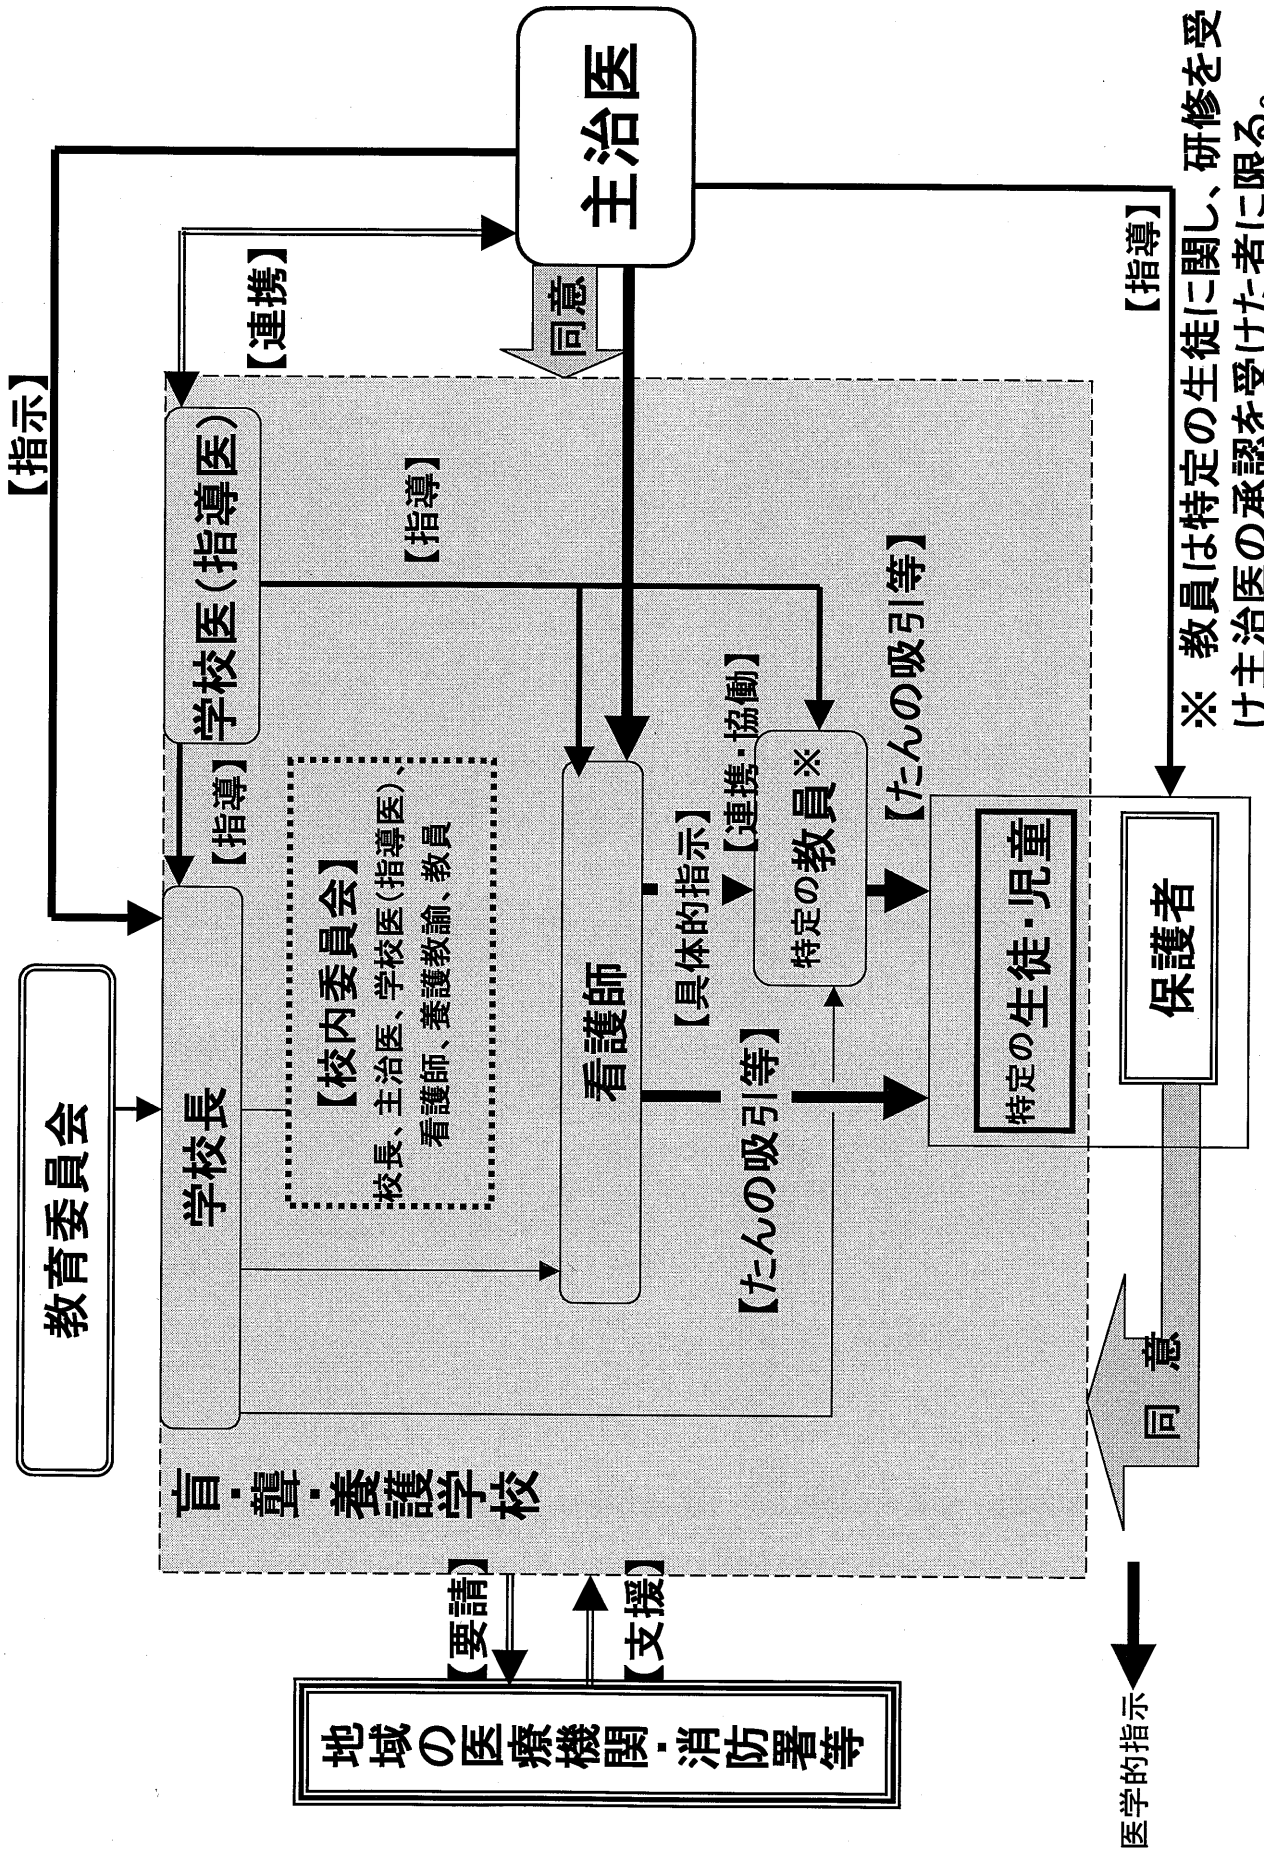 教育委員会
【指示】
学校長
【指導】
学校医(指導医)
【連携】
主治医
同意
【校内委員会】
校長、主治医、学校医(指導医)、
看護師、養護教諭、教員
【指導】
看護師
【具体的指示】
【連携・協働】
特定の教員※
【たんの吸引等】
【たんの吸引等】
特定の生徒・児童
保護者
【指導】
同意
盲・聾・養護学校
【要請】
【支援】
地域の医療機関・消防署等
医学的指示
※ 教員は特定の生徒に関し、研修を受
け主治医の承認を受けた者に限る。